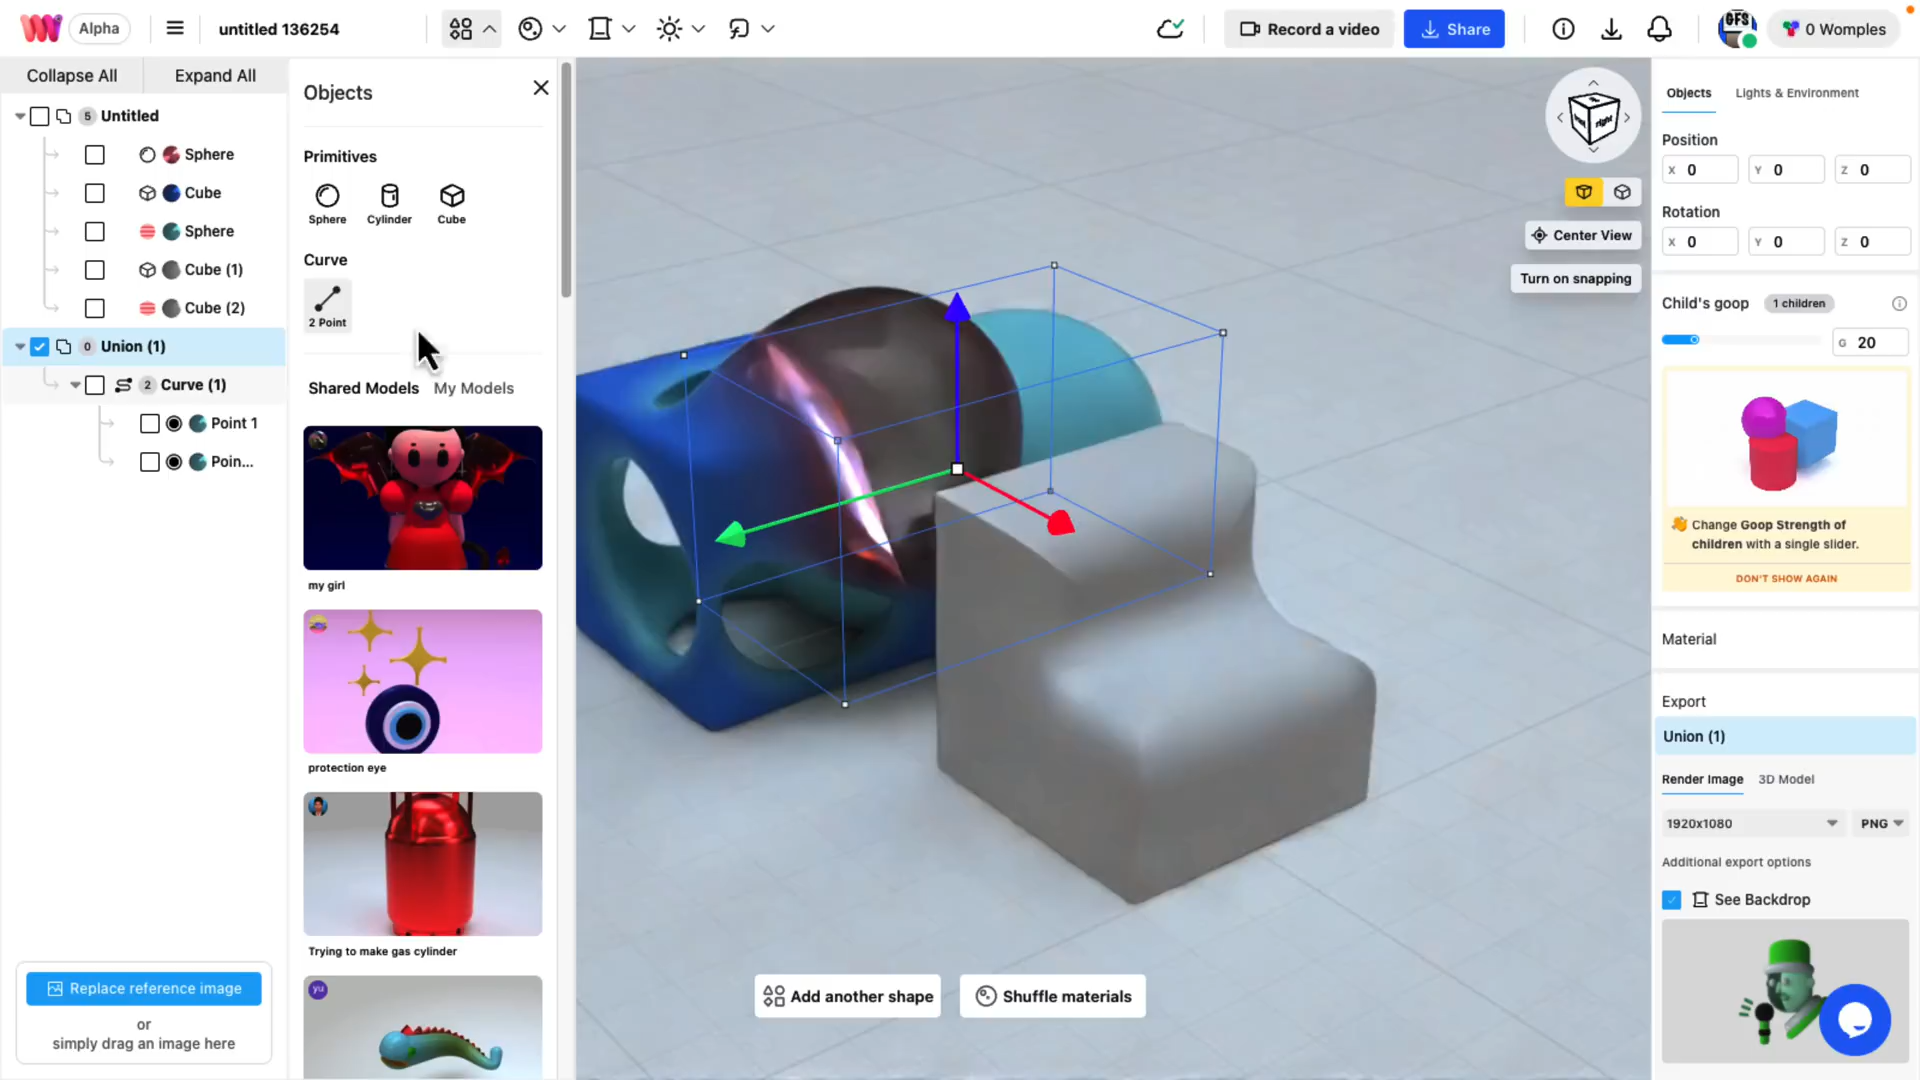 Alpha
untitled 136254
Record a video
Share
GFS
0 Womples
Collapse All
Expand All
5 Untitled
Sphere
Cube
Sphere
Cube (1)
Cube (2)
0 Union (1)
2 Curve (1)
Point 1
Poin...
Replace reference image
or
simply drag an image here
Objects
Primitives
Sphere
Cylinder
Cube
Curve
2 Point
Shared Models
My Models
my girl
protection eye
Trying to make gas cylinder
yu
right
Center View
Turn on snapping
Add another shape
Shuffle materials
Objects
Lights & Environment
Position
X 0
Y 0
Z 0
Rotation
X 0
Y 0
Z 0
Child's goop
1 children
G 20
Change Goop Strength of
children with a single slider.
DON'T SHOW AGAIN
Material
Export
Union (1)
Render Image
3D Model
1920x1080
PNG
Additional export options
See Backdrop